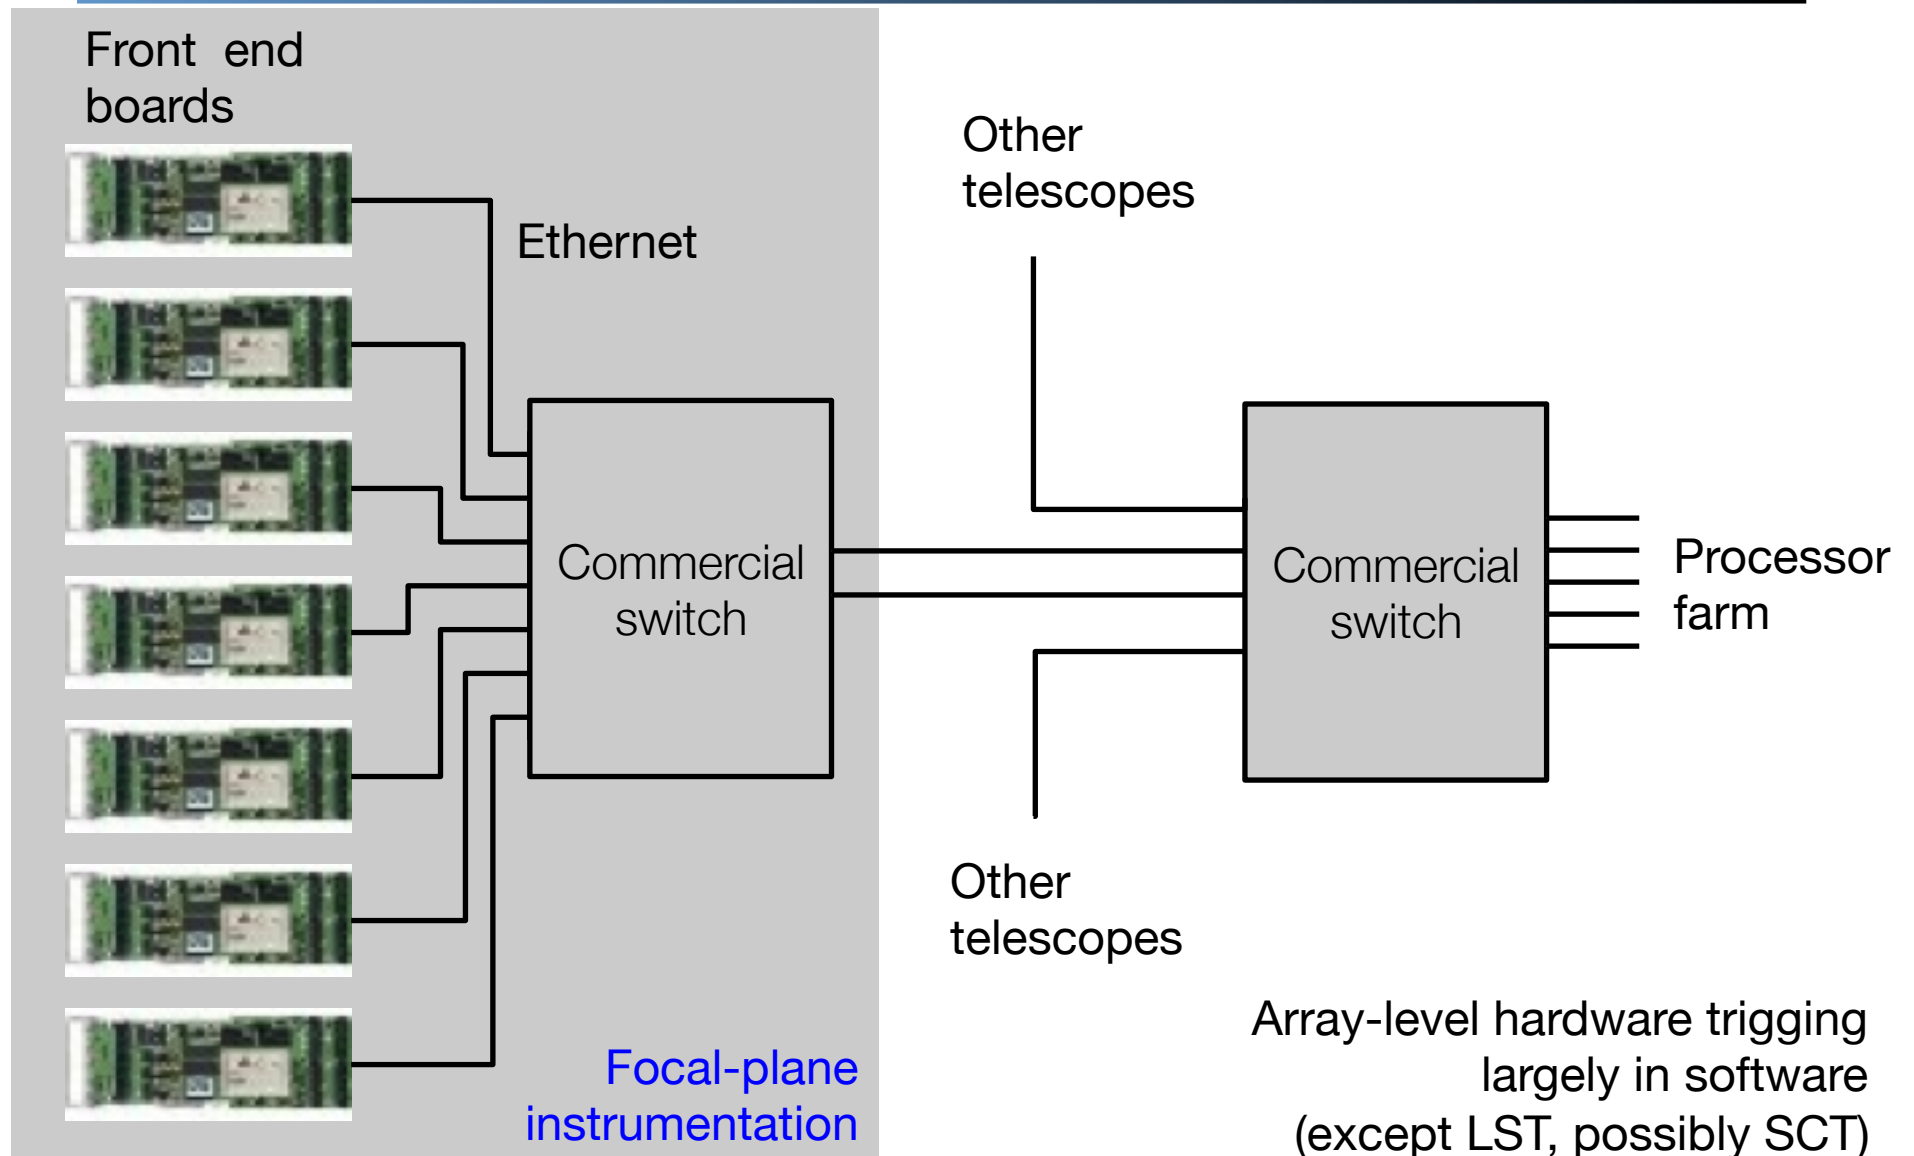 Front end
boards
Ethernet
Other
telescopes
Commercial
switch
Commercial
switch
Processor
farm
Other
telescopes
Focal-plane
instrumentation
Array-level hardware trigging
largely in software
(except LST, possibly SCT)